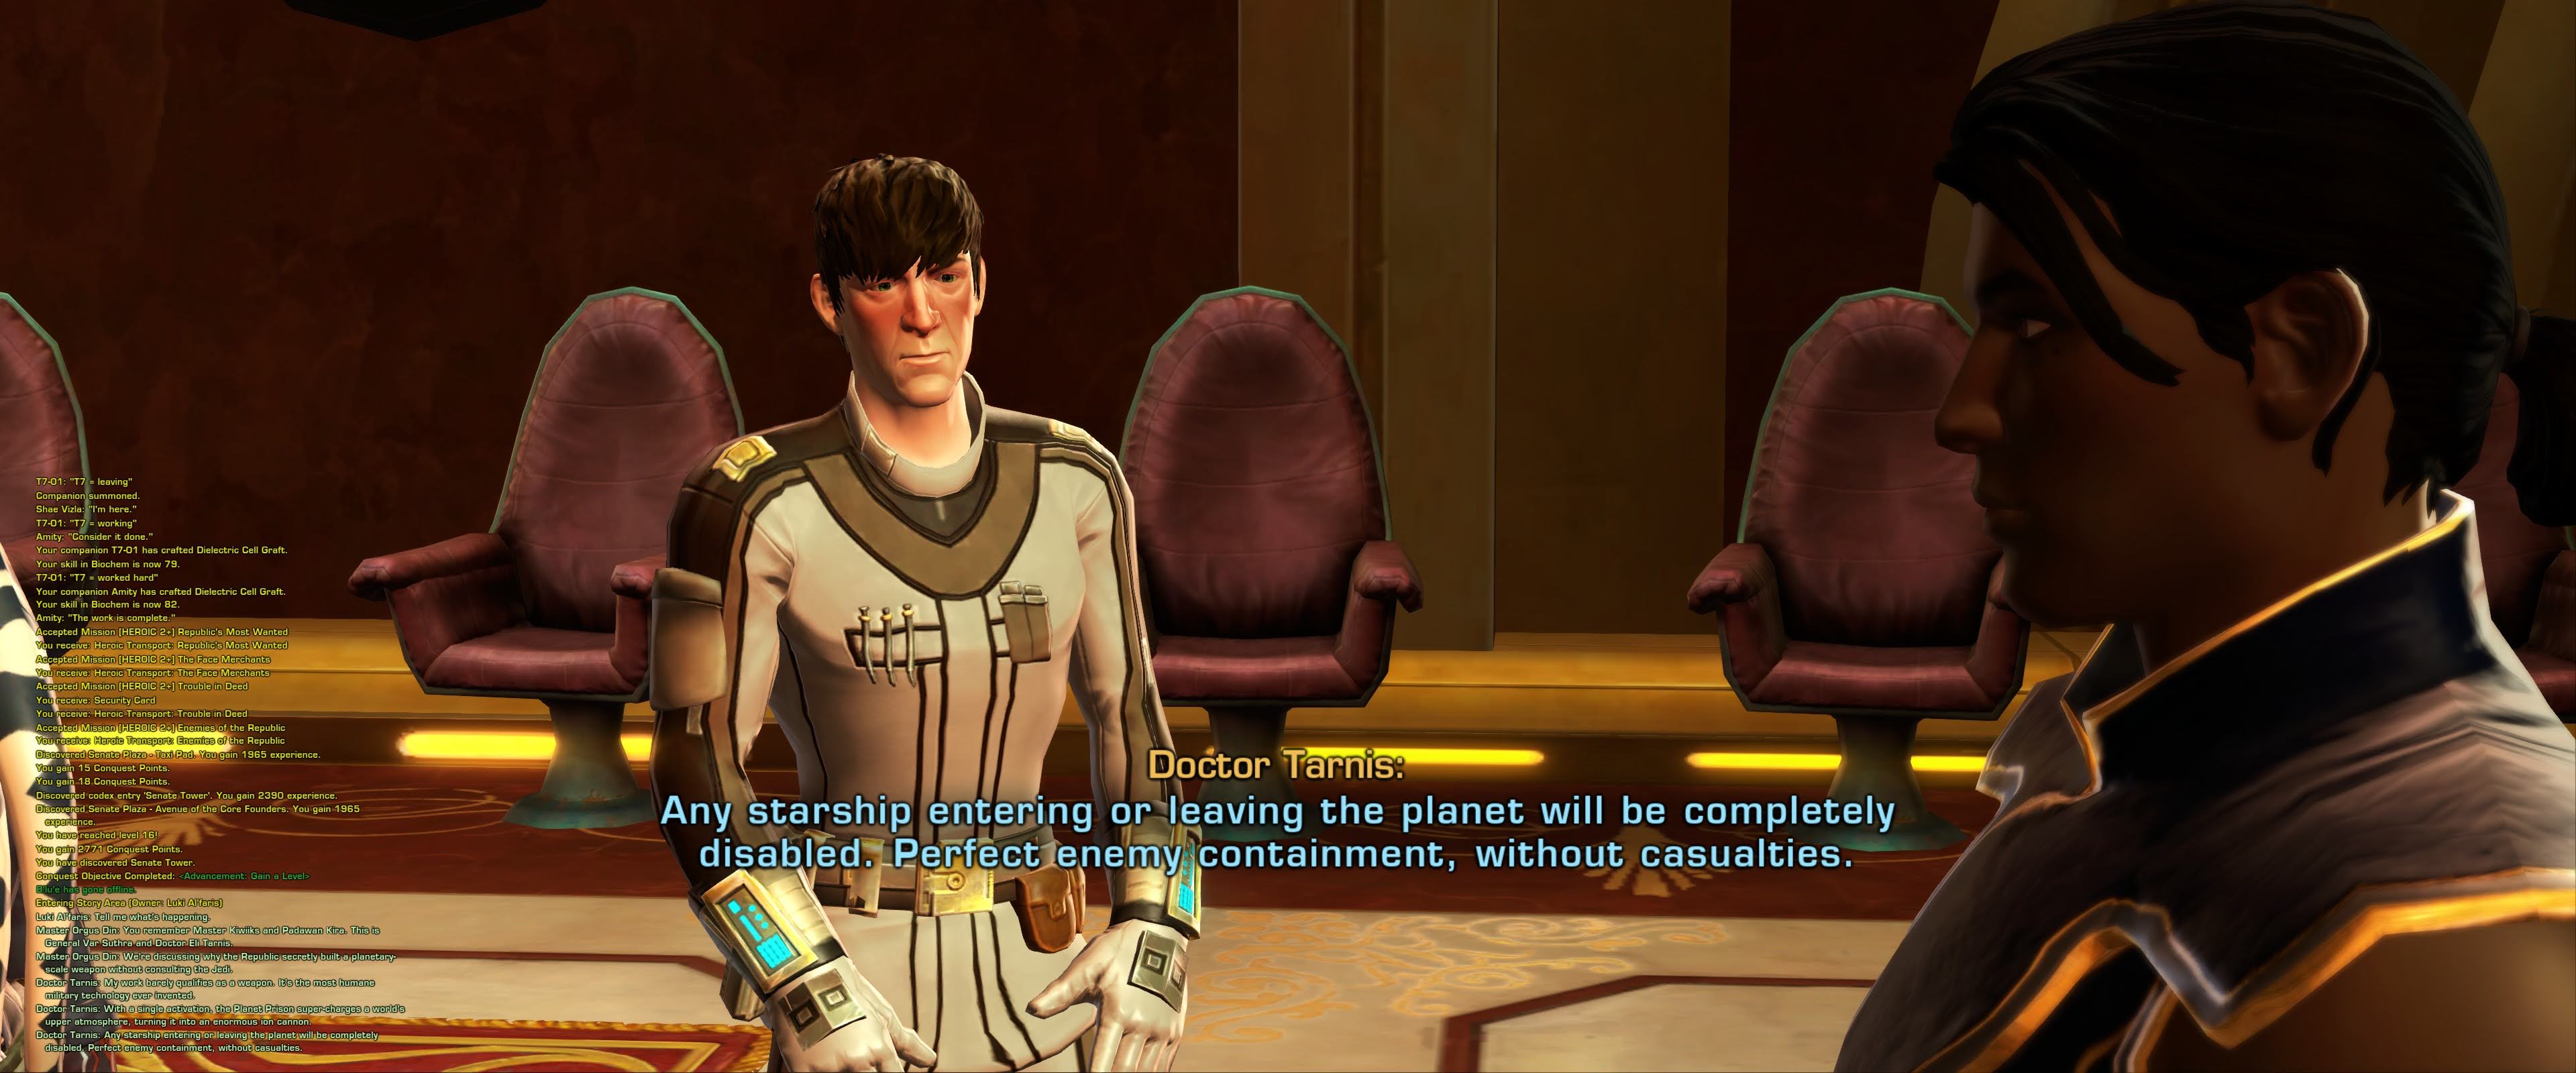 T7-01: "T7 = leaving"
Companion summoned.
Shae Vizla: "I'm here."
T7-01: "T7 = working"
Amity: "Consider it done."
Your companion T7-01 has crafted Dielectric Cell Graft.
Your skill in Biochem is now 79.
T7-01: "T7 = worked hard"
Your companion Amity has crafted Dielectric Cell Graft.
Your skill in Biochem is now 82.
Amity: "The work is complete."
Accepted Mission [HEROIC 2+] Republic's Most Wanted
You receive: Heroic Transport: Republic's Most Wanted
Accepted Mission [HEROIC 2+] The Face Merchants
You receive: Heroic Transport: The Face Merchants
Accepted Mission [HEROIC 2+] Trouble in Deed
You receive: Security Card
You receive: Heroic Transport: Trouble in Deed
Accepted Mission [HEROIC 2+] Enemies of the Republic
You receive: Heroic Transport: Enemies of the Republic
Discovered Senate Plaza - Taxi Pad. You gain 1965 experience.
You gain 15 Conquest Points.
You gain 18 Conquest Points.
Discovered codex entry 'Senate Tower'. You gain 2390 experience.
Discovered Senate Plaza - Avenue of the Core Founders. You gain 1965
experience.
You have reached level 16!
You gain 2771 Conquest Points.
You have discovered Senate Tower.
Conquest Objective Completed: <Advancement: Gain a Level>
has gone offline.
Entering Story Area (Owner: Luki Al'faris)
Luki Al'faris: Tell me what's happening.
Master Orgus Din: You remember Master Kiwiiks and Padawan Kira. This is
General Var Suthra and Doctor Eli Tarnis.
Master Orgus Din: We're discussing why the Republic secretly built a planetary-
scale weapon without consulting the Jedi.
Doctor Tarnis: My work barely qualifies as a weapon. It's the most humane
military technology ever invented.
Doctor Tarnis: With a single activation, the Planet Prison super-charges a world's
upper atmosphere, turning it into an enormous ion cannon.
Doctor Tarnis: Any starship entering or leaving the planet will be completely
disabled. Perfect enemy containment, without casualties.
Doctor Tarnis:
Any starship entering or leaving the planet will be completely
disabled. Perfect enemy containment, without casualties.